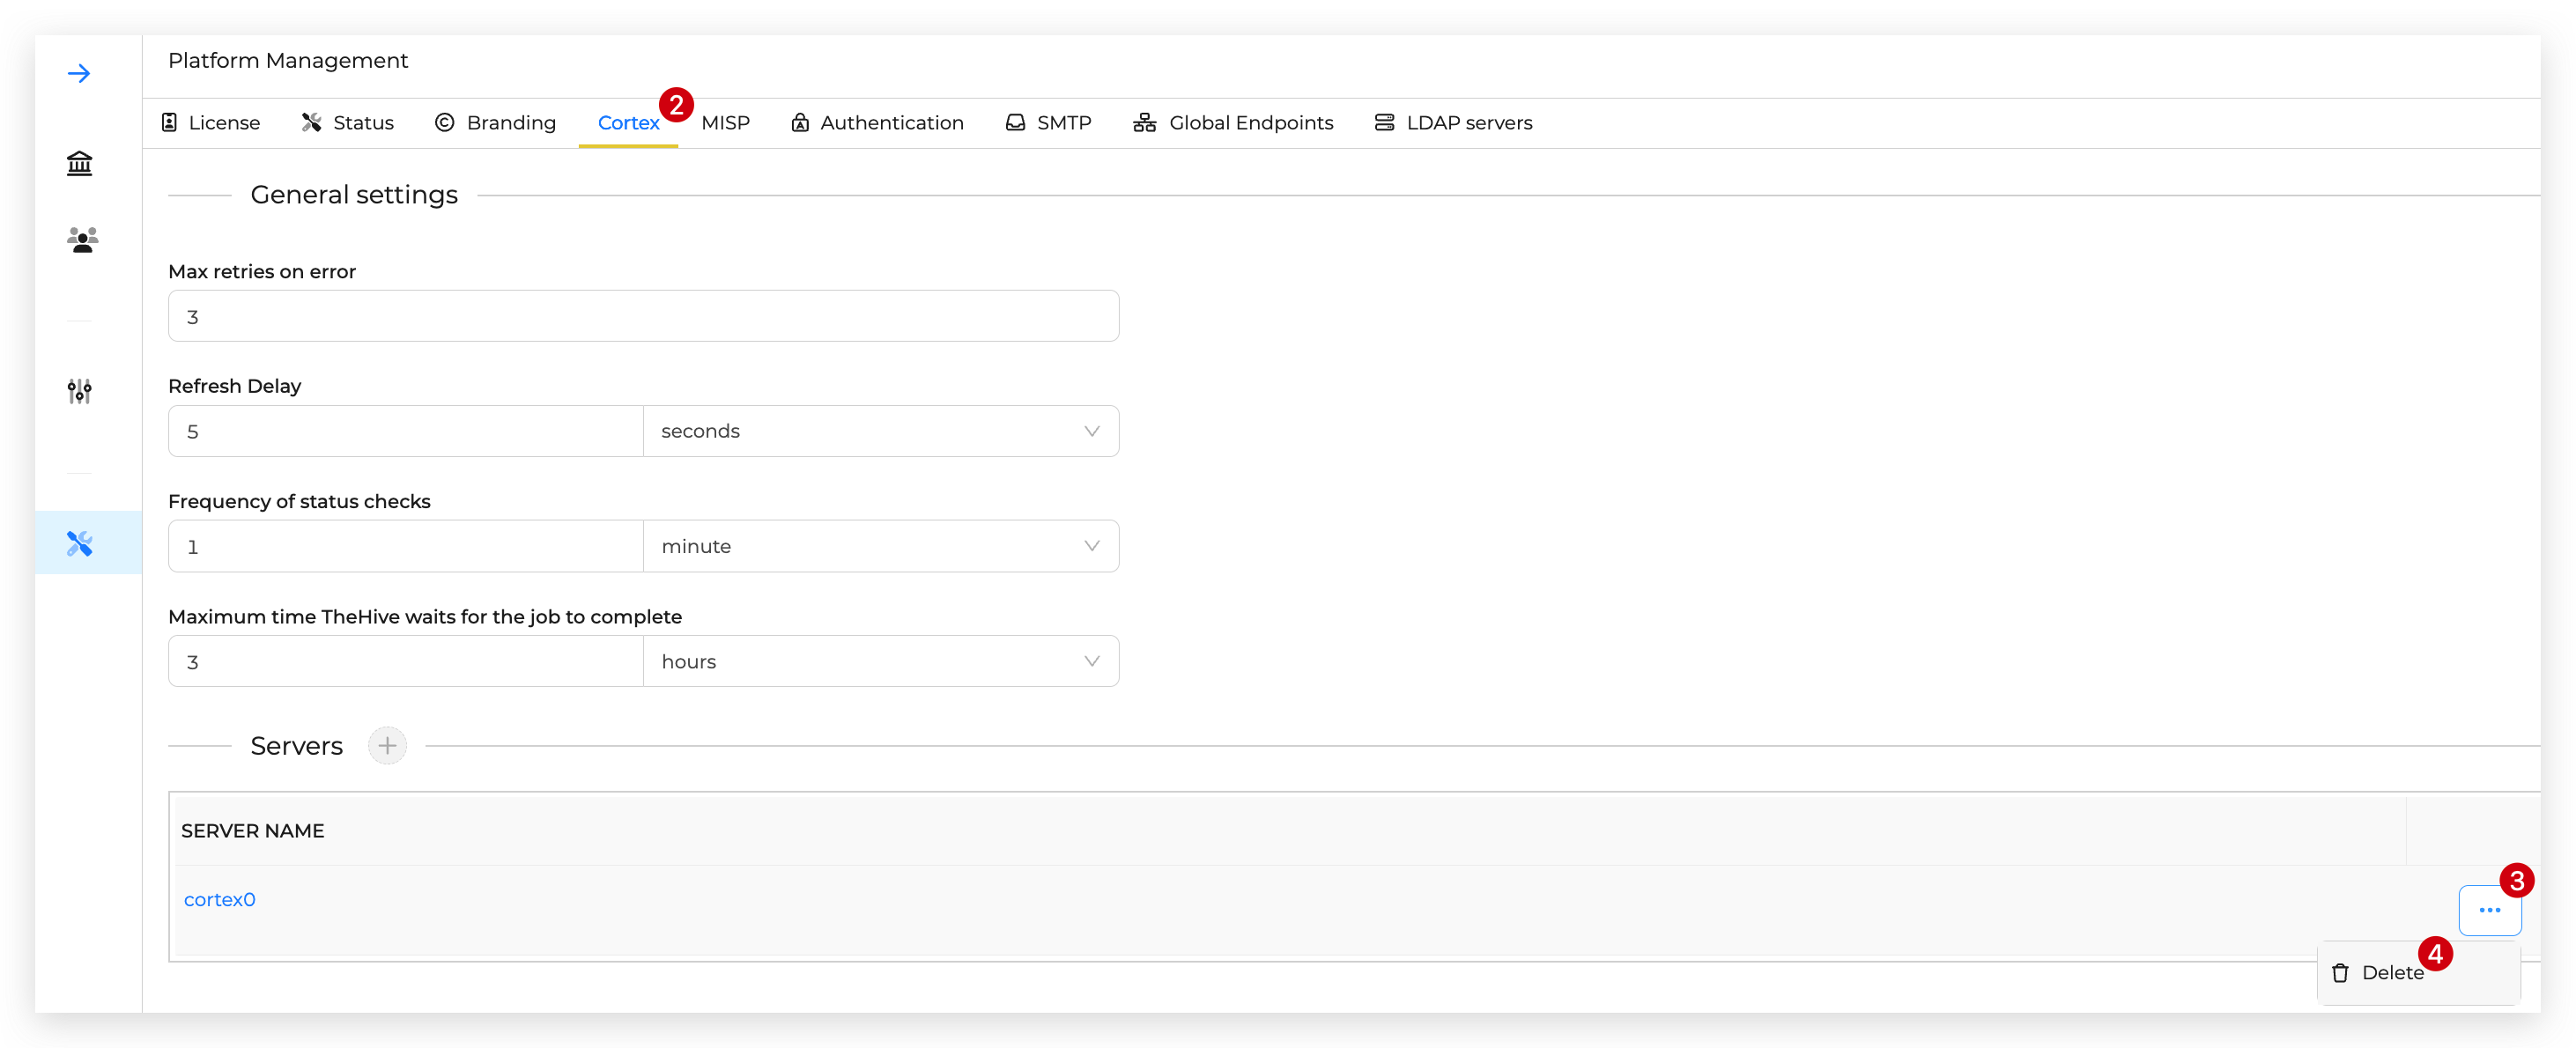 Platform Management
License Status Branding Cortex 2 MISP Authentication SMTP Global Endpoints LDAP servers
General settings
Max retries on error
3
Refresh Delay
5 seconds
Frequency of status checks
1 minute
Maximum time TheHive waits for the job to complete
3 hours
Servers
SERVER NAME
cortex0
3
4
Delete